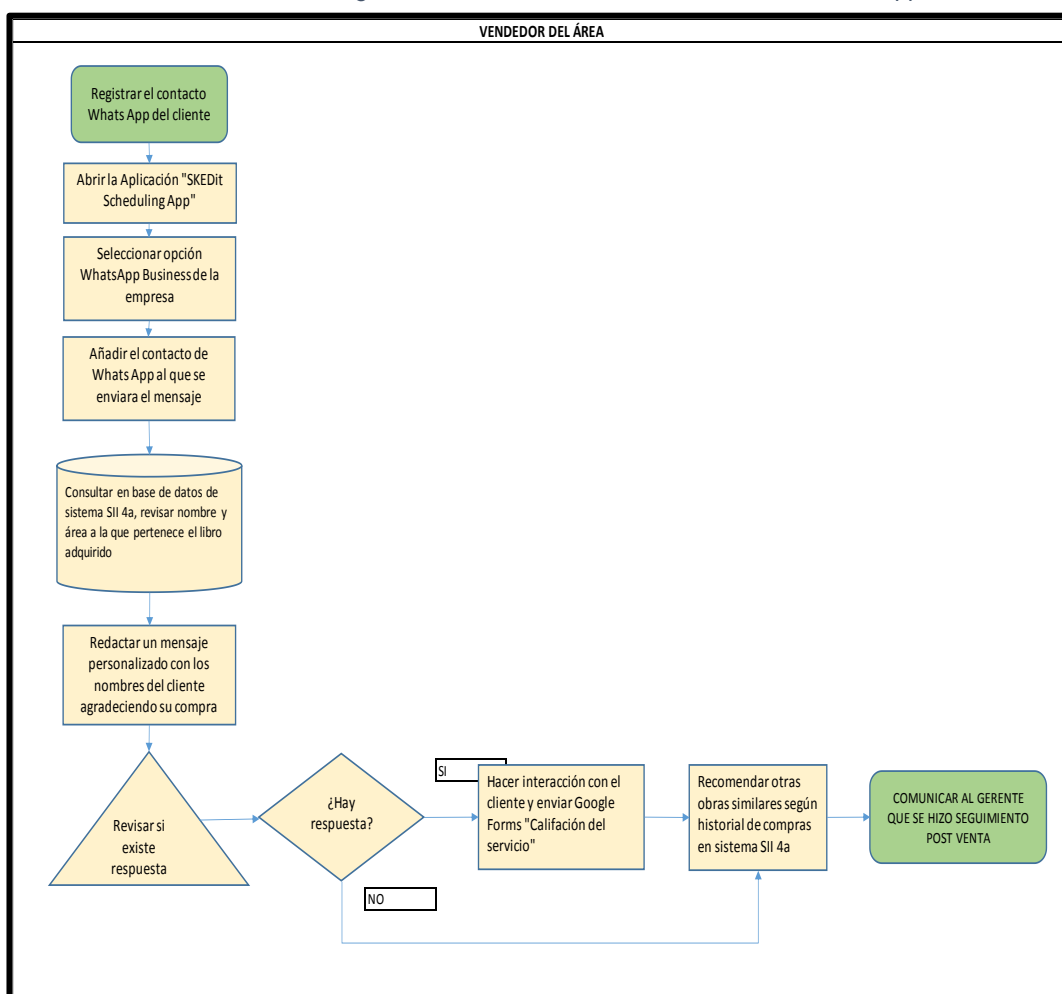 VENDEDOR DEL ÁREA
Registrar el contacto
Whats App del cliente
Abrir la Aplicación "SKEDit
Scheduling App"
Seleccionar opción
WhatsApp Business de la
empresa
Añadir el contacto de
Whats App al que se
enviara el mensaje
Consultar en base de datos de
sistema SII 4a, revisar nombre y
área a la que pertenece el libro
adquirido
Redactar un mensaje
personalizado con los
nombres del cliente
agradeciendo su compra
Revisar si
existe
respuesta
¿Hay
respuesta?
SI
NO
Hacer interacción con el
cliente y enviar Google
Forms "Califación del
servicio"
Recomendar otras
obras similares según
historial de compras
en sistema SII 4a
COMUNICAR AL GERENTE
QUE SE HIZO SEGUIMIENTO
POST VENTA